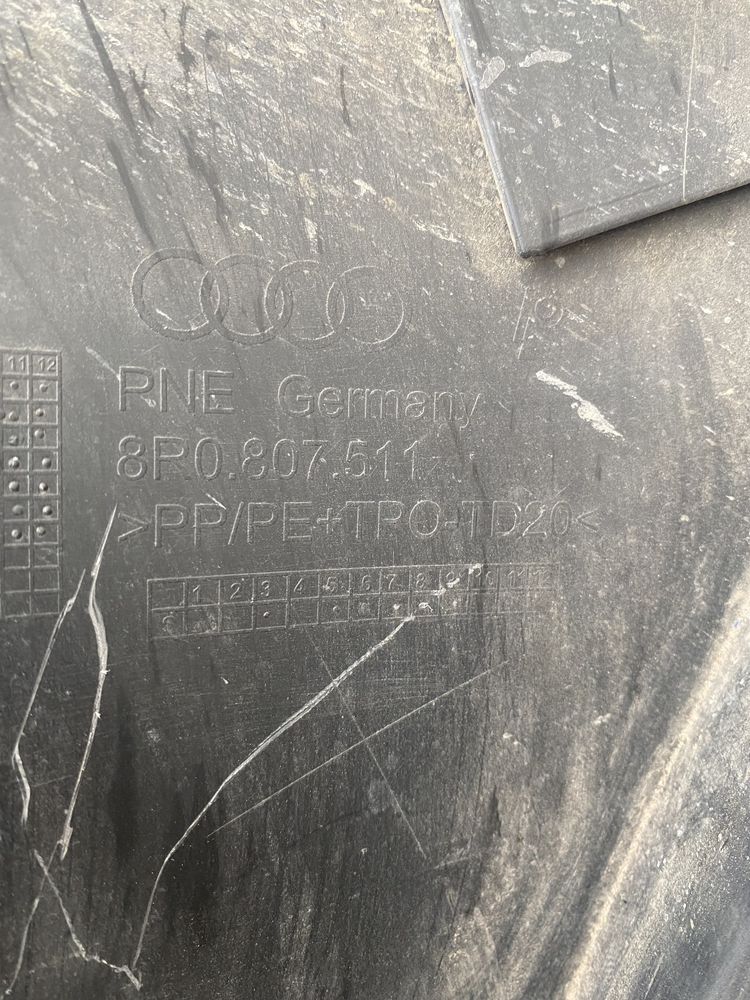 11 12
PNE Germany
8R0.807.511
>PP/PE+TPO-TD20<
1 2 3 4 5 6 7 8 9 10 11 12